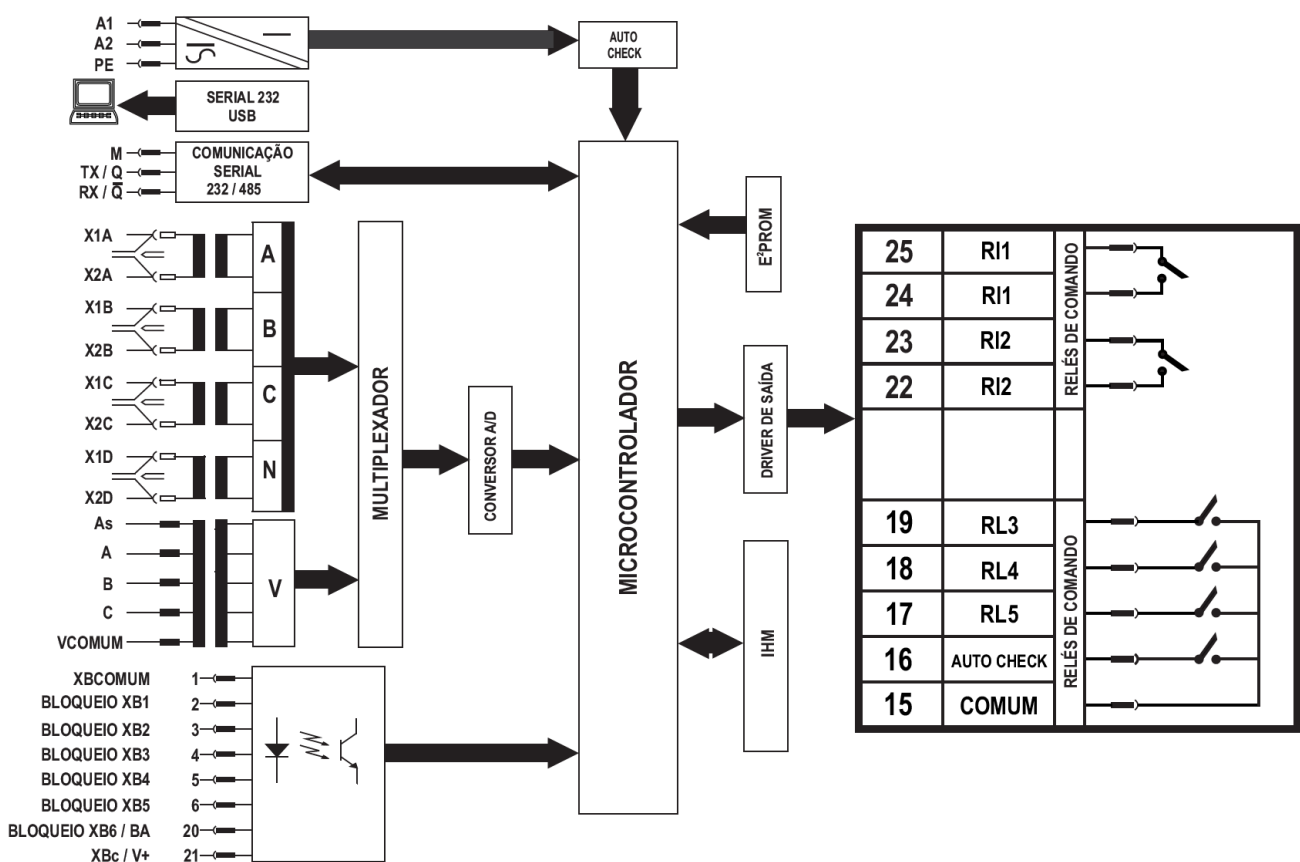 A1
A2
PE
AUTO
CHECK
SERIAL 232
USB
M
TX / Q
RX / Q̅
COMUNICAÇÃO
SERIAL
232 / 485
X1A
X2A
A
X1B
X2B
B
X1C
X2C
C
X1D
X2D
N
As
A
B
C
VCOMUM
V
MULTIPLEXADOR
CONVERSOR A/D
MICROCONTROLADOR
E²PROM
DRIVER DE SAÍDA
IHM
XBCOMUM 1
BLOQUEIO XB1 2
BLOQUEIO XB2 3
BLOQUEIO XB3 4
BLOQUEIO XB4 5
BLOQUEIO XB5 6
BLOQUEIO XB6 / BA 20
XBc / V+ 21
25 RI1
24 RI1
23 RI2
22 RI2
RELÉS DE COMANDO
19 RL3
18 RL4
17 RL5
16 AUTO CHECK
15 COMUM
RELÉS DE COMANDO